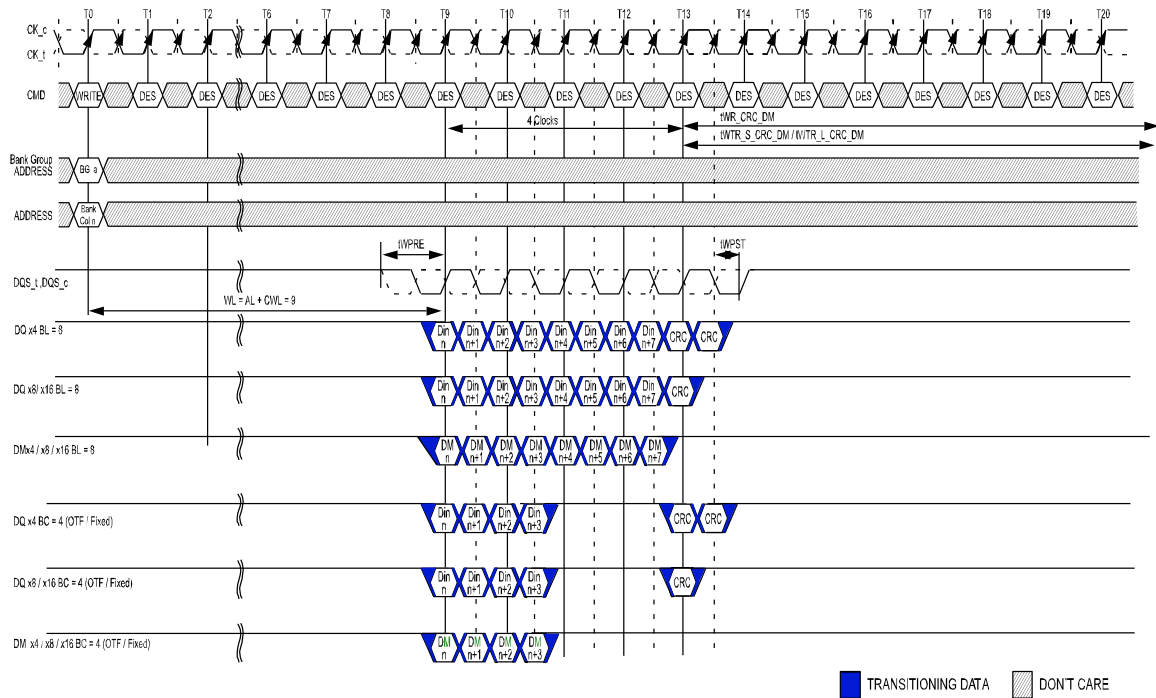 T0 T1 T2 T6 T7 T8 T9 T10 T11 T12 T13 T14 T15 T16 T17 T18 T19 T20
CK_c
CK_t
CMD WRITE DES DES DES DES DES DES DES DES DES DES DES DES DES DES DES DES DES
4 Clocks
tWR_CRC_DM
tWTR_S_CRC_DM / tWTR_L_CRC_DM
Bank Group
ADDRESS
BG a
ADDRESS
Bank
Col n
tWPRE
tWPST
DQS_t ,DQS_c
WL = AL + CWL = 9
DQ x4 BL = 8
Din Din Din Din Din Din Din Din CRC CRC
n n+1 n+2 n+3 n+4 n+5 n+6 n+7
DQ x8/ x16 BL = 8
Din Din Din Din Din Din Din Din CRC
n n+1 n+2 n+3 n+4 n+5 n+6 n+7
DMx4 / x8 / x16 BL = 8
DM DM DM DM DM DM DM DM
n n+1 n+2 n+3 n+4 n+5 n+6 n+7
DQ x4 BC = 4 (OTF / Fixed)
Din Din Din Din CRC CRC
n n+1 n+2 n+3
DQ x8 / x16 BC = 4 (OTF / Fixed)
Din Din Din Din CRC
n n+1 n+2 n+3
DM x4 / x8 / x16 BC = 4 (OTF / Fixed)
DM DM DM DM
n n+1 n+2 n+3
TRANSITIONING DATA
DON'T CARE